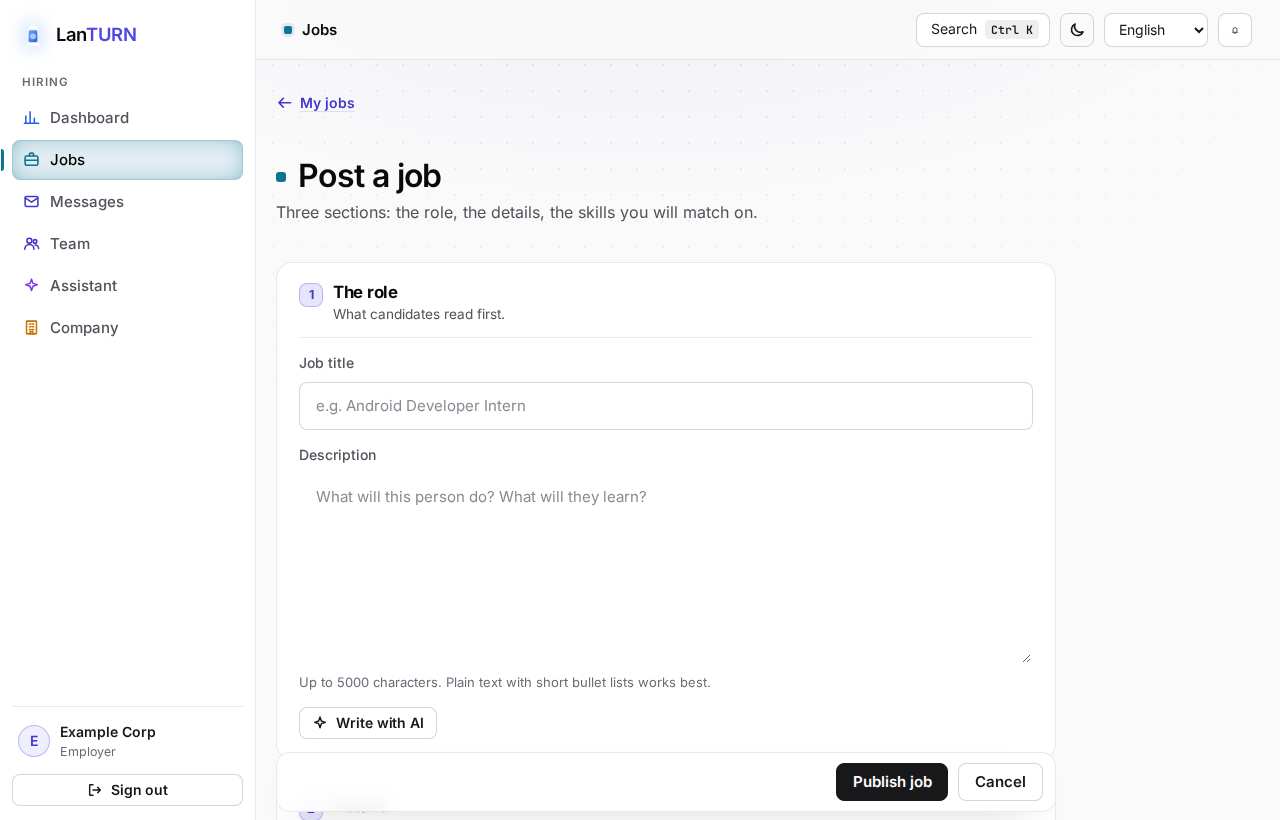 LanTURN
HIRING
Dashboard
Jobs
Messages
Team
Assistant
Company
E
Example Corp
Employer
Sign out
Jobs
Search Ctrl K
English
My jobs
Post a job
Three sections: the role, the details, the skills you will match on.
1
The role
What candidates read first.
Job title
e.g. Android Developer Intern
Description
What will this person do? What will they learn?
Up to 5000 characters. Plain text with short bullet lists works best.
Write with AI
Publish job
Cancel